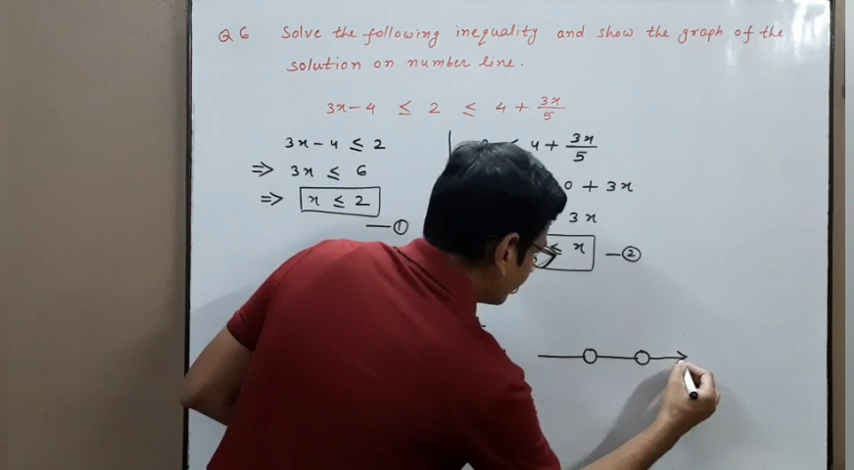 Q6 Solve the following inequality and show the graph of the
solution on number line.
3x-4 ≤ 2 ≤ 4 + 3x/5
3x-4 ≤ 2
4 + 3x/5
=> 3x ≤ 6
0 + 3x
=> x ≤ 2
3x
—①
≤ x —②